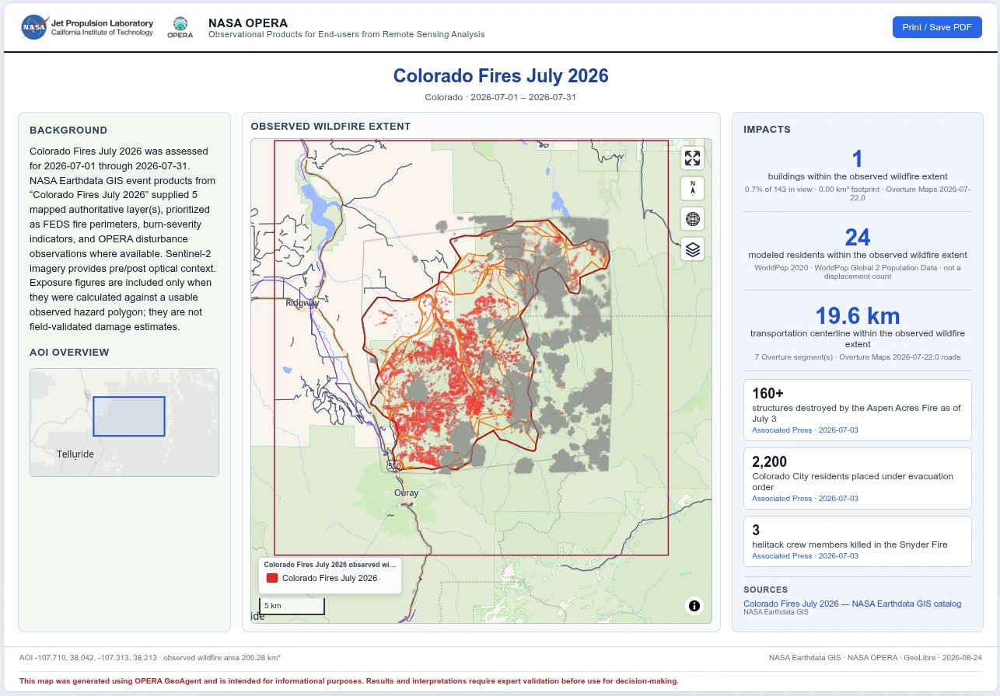 NASA
Jet Propulsion Laboratory
California Institute of Technology
OPERA
NASA OPERA
Observational Products for End-users from Remote Sensing Analysis
Print / Save PDF
Colorado Fires July 2026
Colorado · 2026-07-01 – 2026-07-31
BACKGROUND
Colorado Fires July 2026 was assessed
for 2026-07-01 through 2026-07-31.
NASA Earthdata GIS event products from
“Colorado Fires July 2026” supplied 5
mapped authoritative layer(s), prioritized
as FEDS fire perimeters, burn-severity
indicators, and OPERA disturbance
observations where available. Sentinel-2
imagery provides pre/post optical context.
Exposure figures are included only when
they were calculated against a usable
observed hazard polygon; they are not
field-validated damage estimates.
AOI OVERVIEW
Telluride
OBSERVED WILDFIRE EXTENT
N
Ridgway
550
Ouray
Colorado Fires July 2026 observed wi...
Colorado Fires July 2026 ·
5 km
ide
IMPACTS
1
buildings within the observed wildfire extent
0.7% of 143 in view · 0.00 km² footprint · Overture Maps 2026-07-
22.0
24
modeled residents within the observed wildfire extent
WorldPop 2020 · WorldPop Global 2 Population Data · not a
displacement count
19.6 km
transportation centerline within the observed wildfire
extent
7 Overture segment(s) · Overture Maps 2026-07-22.0 roads
160+
structures destroyed by the Aspen Acres Fire as of
July 3
Associated Press · 2026-07-03
2,200
Colorado City residents placed under evacuation
order
Associated Press · 2026-07-03
3
helitack crew members killed in the Snyder Fire
Associated Press · 2026-07-03
SOURCES
Colorado Fires July 2026 — NASA Earthdata GIS catalog
NASA Earthdata GIS
AOI -107.710, 38.042, -107.313, 38.213 · observed wildfire area 206.28 km²
NASA Earthdata GIS · NASA OPERA · GeoLibre · 2026-08-24
This map was generated using OPERA GeoAgent and is intended for informational purposes. Results and interpretations require expert validation before use for decision-making.